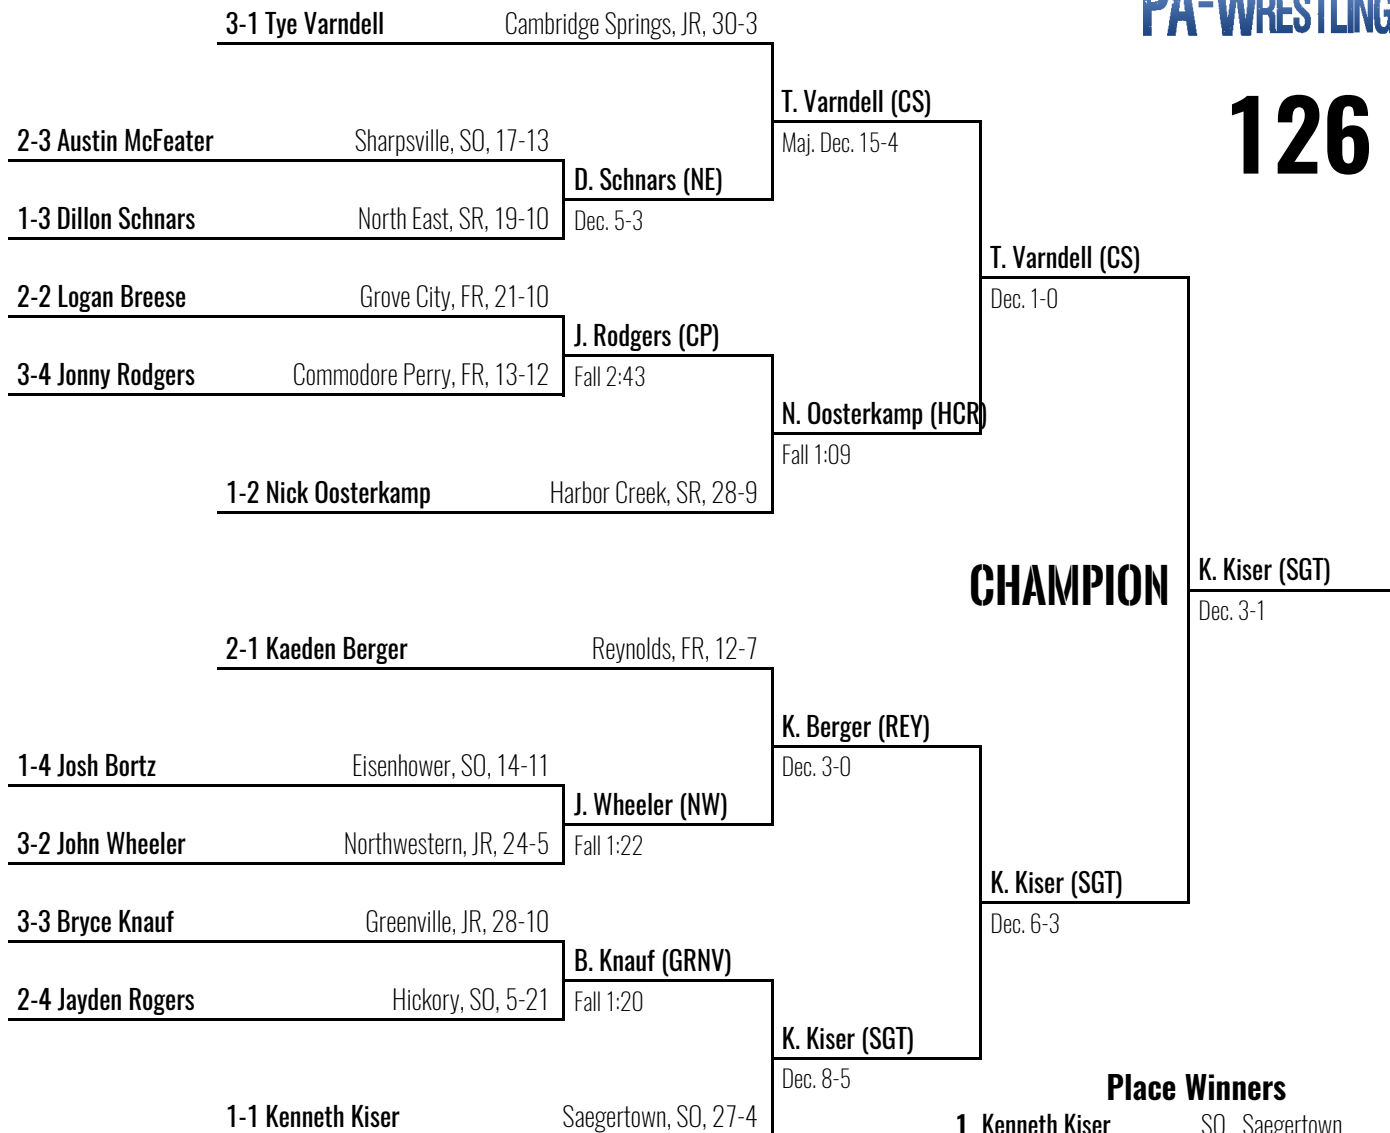 PA-WRESTLING
126
3-1 Tye Varndell Cambridge Springs, JR, 30-3
T. Varndell (CS)
Maj. Dec. 15-4
2-3 Austin McFeater Sharpsville, SO, 17-13
D. Schnars (NE)
Dec. 5-3
1-3 Dillon Schnars North East, SR, 19-10
T. Varndell (CS)
Dec. 1-0
2-2 Logan Breese Grove City, FR, 21-10
J. Rodgers (CP)
Fall 2:43
3-4 Jonny Rodgers Commodore Perry, FR, 13-12
N. Oosterkamp (HCR)
Fall 1:09
1-2 Nick Oosterkamp Harbor Creek, SR, 28-9
CHAMPION
K. Kiser (SGT)
Dec. 3-1
2-1 Kaeden Berger Reynolds, FR, 12-7
K. Berger (REY)
Dec. 3-0
1-4 Josh Bortz Eisenhower, SO, 14-11
J. Wheeler (NW)
Fall 1:22
3-2 John Wheeler Northwestern, JR, 24-5
K. Kiser (SGT)
Dec. 6-3
3-3 Bryce Knauf Greenville, JR, 28-10
B. Knauf (GRNV)
Fall 1:20
2-4 Jayden Rogers Hickory, SO, 5-21
K. Kiser (SGT)
Dec. 8-5
1-1 Kenneth Kiser Saegertown, SO, 27-4
Place Winners
1 Kenneth Kiser SO, Saegertown